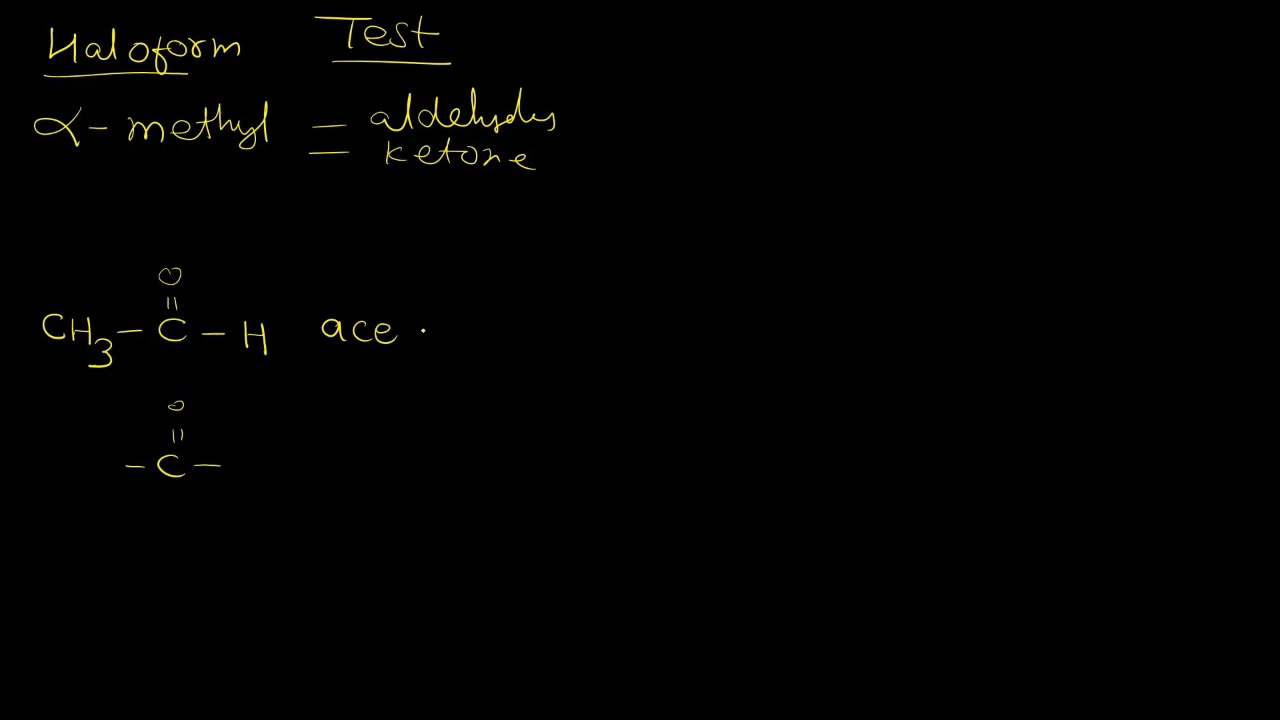 Haloform Test
α - methyl = aldehydes
ketone
O
||
CH3 - C - H ace
O
||
- C -